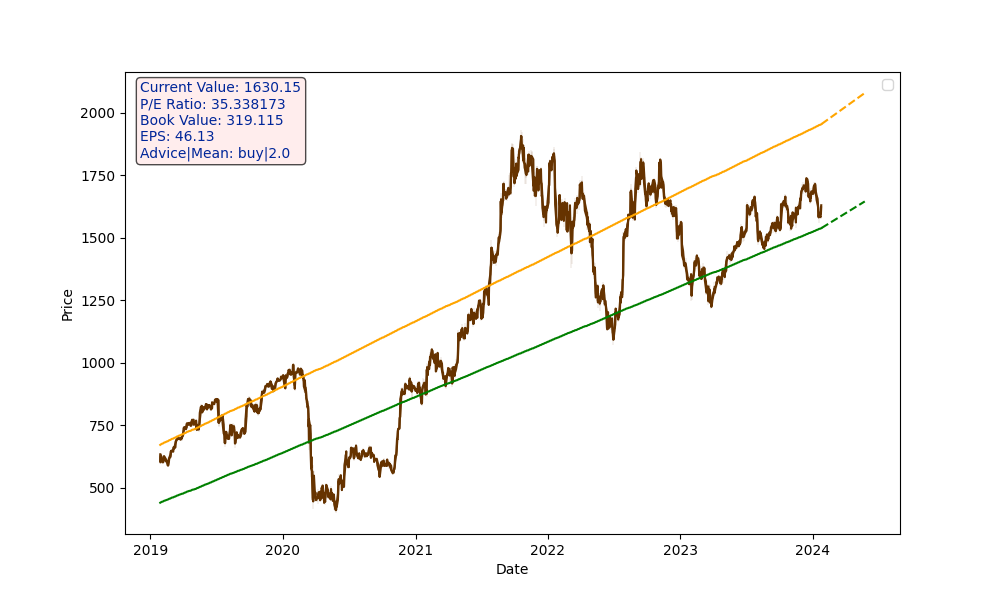 Current Value: 1630.15
P/E Ratio: 35.338173
Book Value: 319.115
EPS: 46.13
Advice|Mean: buy|2.0
2000
1750
1500
1250
1000
750
500
Price
2019 2020 2021 2022 2023 2024
Date